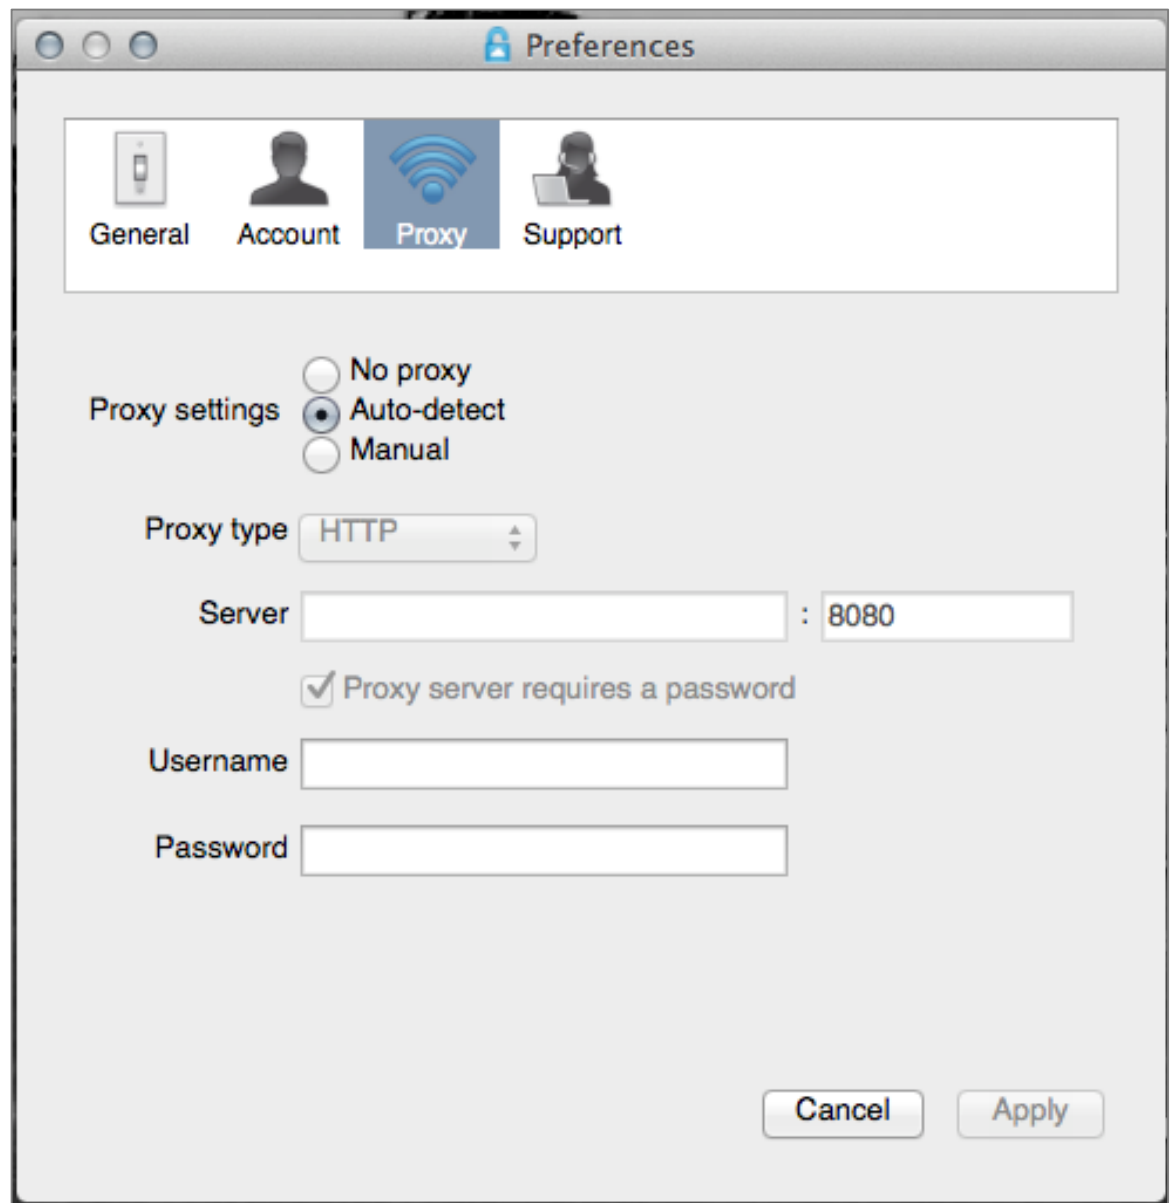 Preferences
General Account Proxy Support
No proxy
Proxy settings Auto-detect
Manual
Proxy type HTTP
Server : 8080
Proxy server requires a password
Username
Password
Cancel Apply